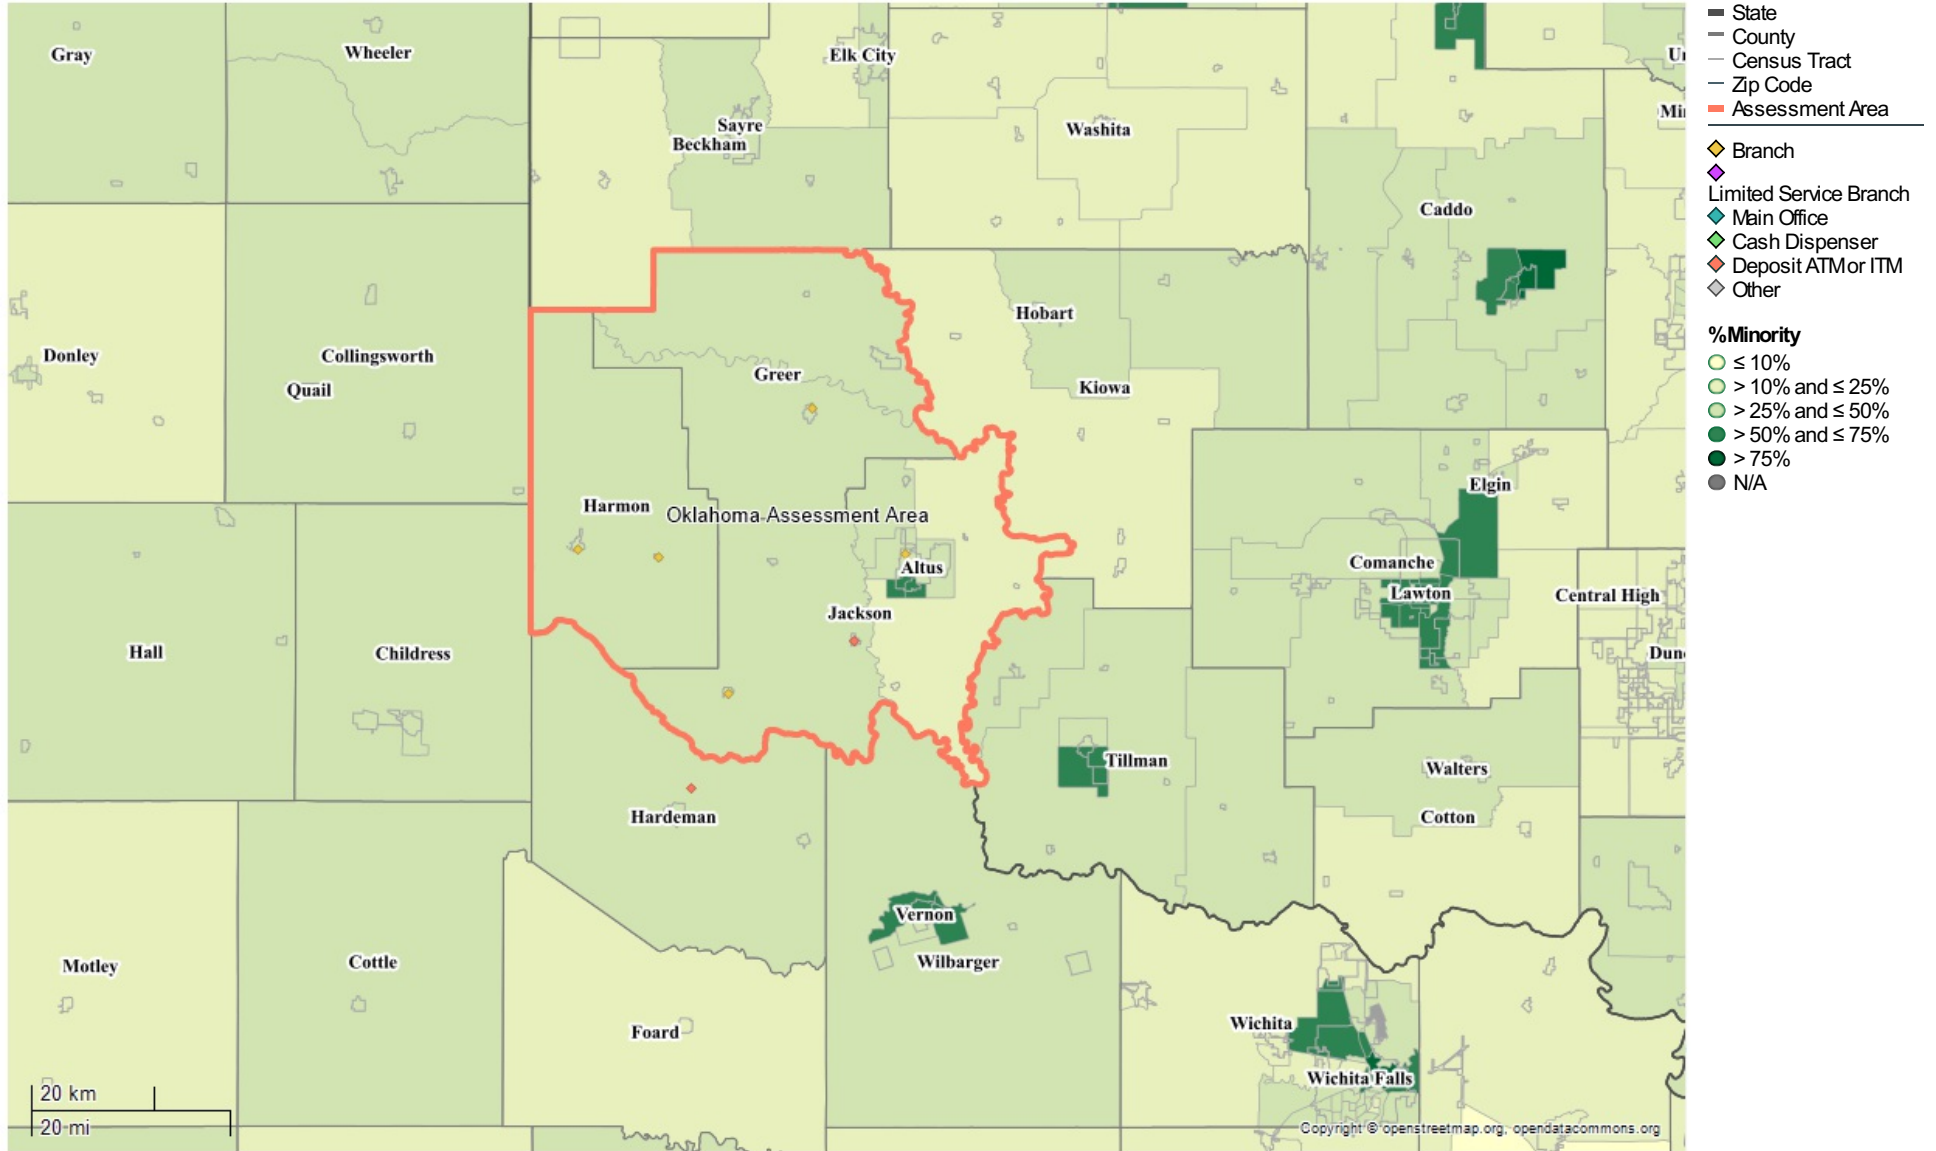 Gray
Wheeler
Elk City
Sayre
Beckham
Washita
Caddo
Donley
Collingsworth
Quail
Hobart
Greer
Kiowa
Harmon
Oklahoma Assessment Area
Elgin
Altus
Comanche
Lawton
Central High
Jackson
Hall
Childress
Tillman
Walters
Hardeman
Cotton
Vernon
Motley
Cottle
Wilbarger
Foard
Wichita
Wichita Falls
20 km
20 mi
Copyright © openstreetmap.org, opendatacommons.org
State
County
Census Tract
Zip Code
Assessment Area
Branch
Limited Service Branch
Main Office
Cash Dispenser
Deposit ATM or ITM
Other
% Minority
≤ 10%
> 10% and ≤ 25%
> 25% and ≤ 50%
> 50% and ≤ 75%
> 75%
N/A